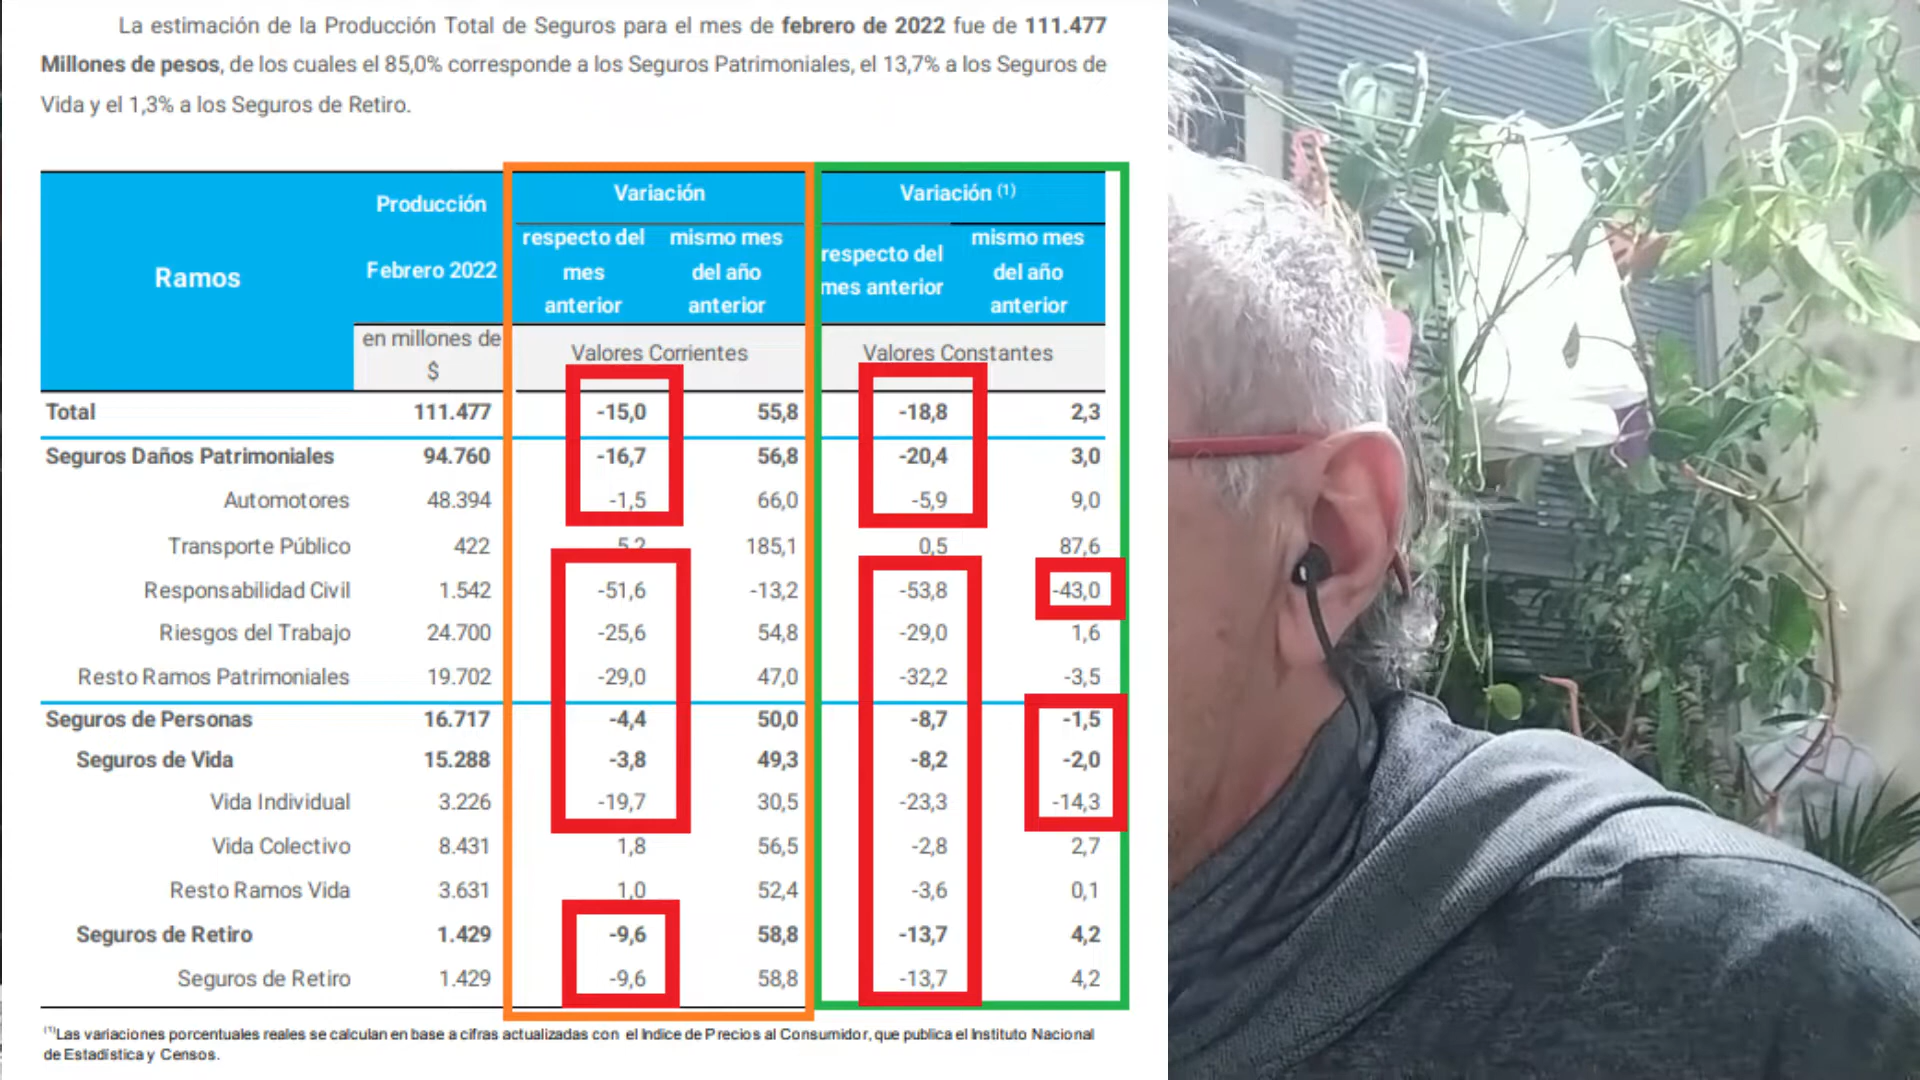 La estimación de la Producción Total de Seguros para el mes de febrero de 2022 fue de 111.477
Millones de pesos, de los cuales el 85,0% corresponde a los Seguros Patrimoniales, el 13,7% a los Seguros de
Vida y el 1,3% a los Seguros de Retiro.
Ramos
Producción
Febrero 2022
en millones de
$
Variación
respecto del
mes
anterior
mismo mes
del año
anterior
Valores Corrientes
Variación (1)
respecto del
mes anterior
mismo mes
del año
anterior
Valores Constantes
Total 111.477 -15,0 55,8 -18,8 2,3
Seguros Daños Patrimoniales 94.760 -16,7 56,8 -20,4 3,0
Automotores 48.394 -1,5 66,0 -5,9 9,0
Transporte Público 422 5,2 185,1 0,5 87,6
Responsabilidad Civil 1.542 -51,6 -13,2 -53,8 -43,0
Riesgos del Trabajo 24.700 -25,6 54,8 -29,0 1,6
Resto Ramos Patrimoniales 19.702 -29,0 47,0 -32,2 -3,5
Seguros de Personas 16.717 -4,4 50,0 -8,7 -1,5
Seguros de Vida 15.288 -3,8 49,3 -8,2 -2,0
Vida Individual 3.226 -19,7 30,5 -23,3 -14,3
Vida Colectivo 8.431 1,8 56,5 -2,8 2,7
Resto Ramos Vida 3.631 1,0 52,4 -3,6 0,1
Seguros de Retiro 1.429 -9,6 58,8 -13,7 4,2
Seguros de Retiro 1.429 -9,6 58,8 -13,7 4,2
(1)Las variaciones porcentuales reales se calculan en base a cifras actualizadas con el Indice de Precios al Consumidor, que publica el Instituto Nacional
de Estadística y Censos.